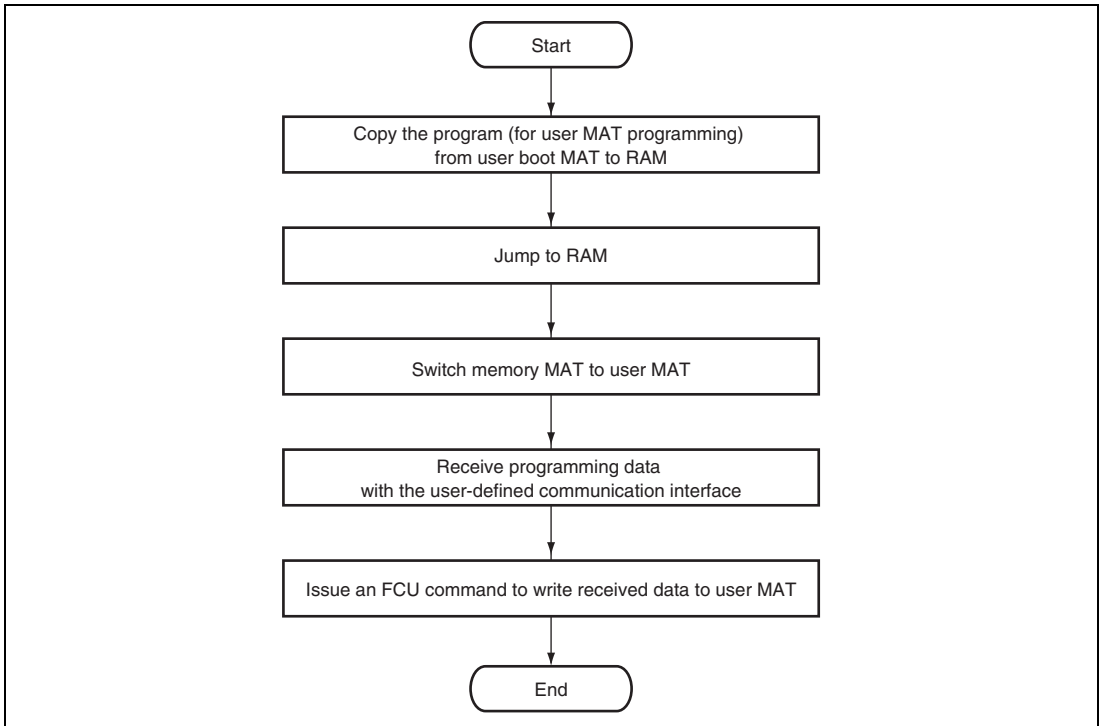 Start
Copy the program (for user MAT programming)
from user boot MAT to RAM
Jump to RAM
Switch memory MAT to user MAT
Receive programming data
with the user-defined communication interface
Issue an FCU command to write received data to user MAT
End